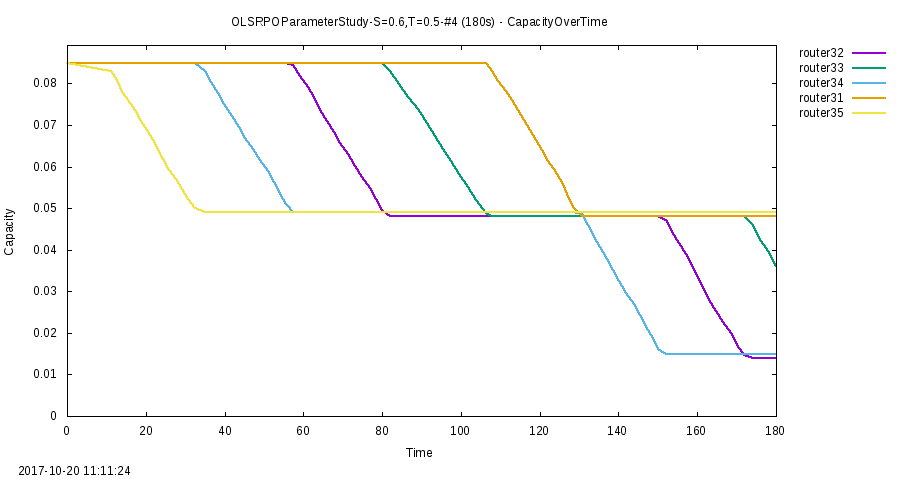 OLSRPOParameterStudy-S=0.6,T=0.5-#4 (180s) - CapacityOverTime
router32
router33
router34
router31
router35
Capacity
0.08
0.07
0.06
0.05
0.04
0.03
0.02
0.01
0
0 20 40 60 80 100 120 140 160 180
Time
2017-10-20 11:11:24